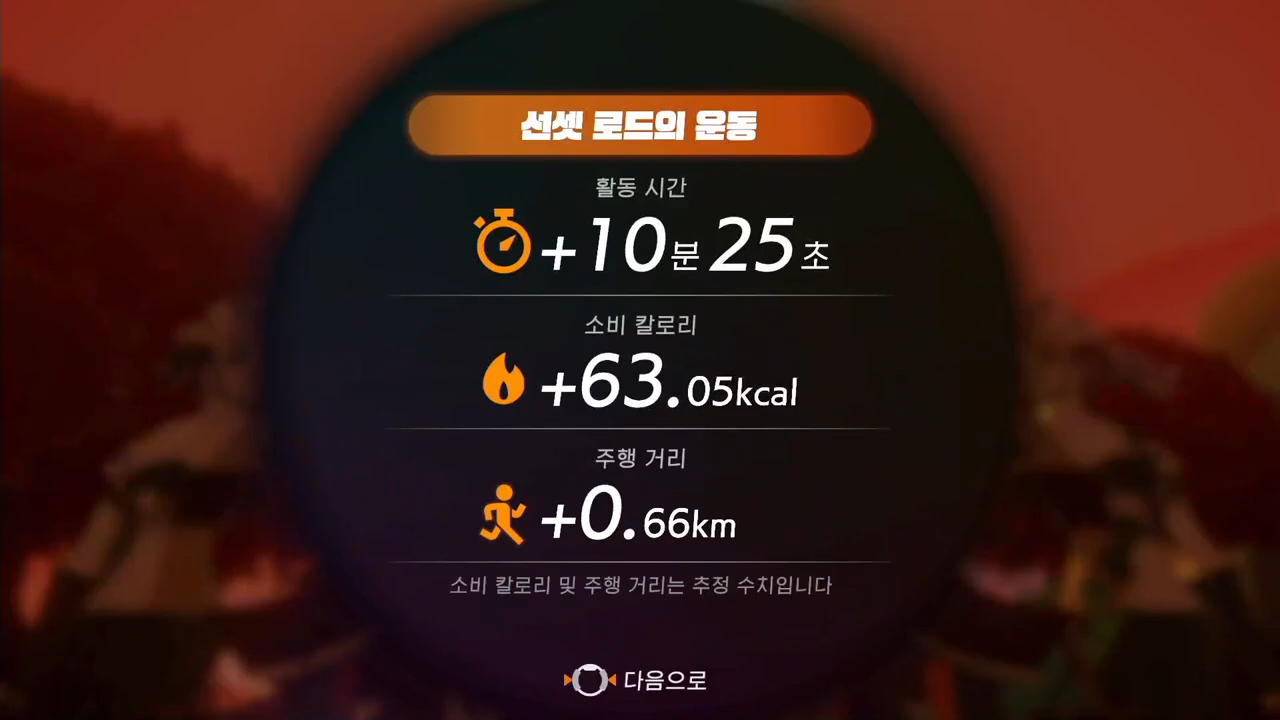 선셋 로드의 운동
활동 시간
+10분 25초
소비 칼로리
+63.05kcal
주행 거리
+0.66km
소비 칼로리 및 주행 거리는 추정 수치입니다
다음으로